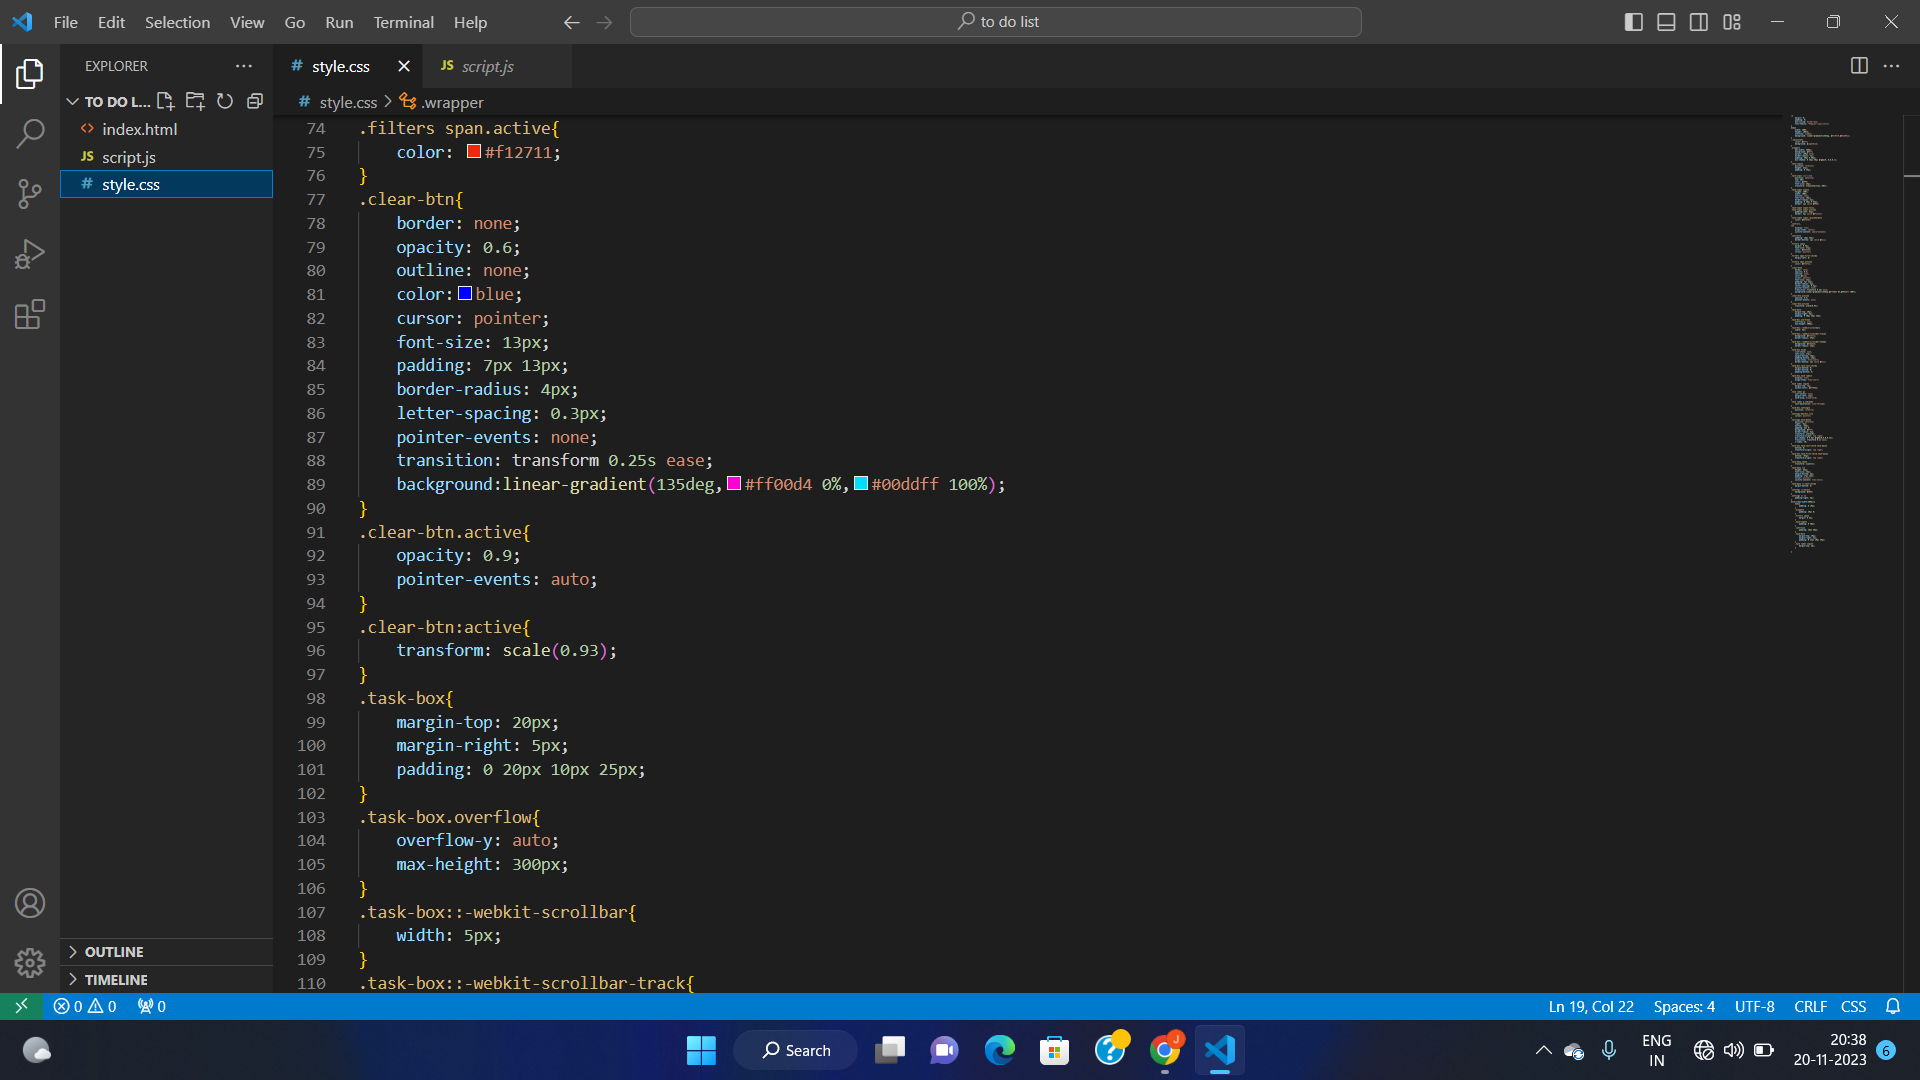 File Edit Selection View Go Run Terminal Help
to do list
EXPLORER
# style.css
JS script.js
TO DO L...
# style.css > .wrapper
index.html
JS script.js
# style.css
74 .filters span.active{
75 color: #f12711;
76 }
77 .clear-btn{
78 border: none;
79 opacity: 0.6;
80 outline: none;
81 color: blue;
82 cursor: pointer;
83 font-size: 13px;
84 padding: 7px 13px;
85 border-radius: 4px;
86 letter-spacing: 0.3px;
87 pointer-events: none;
88 transition: transform 0.25s ease;
89 background:linear-gradient(135deg, #ff00d4 0%, #00ddff 100%);
90 }
91 .clear-btn.active{
92 opacity: 0.9;
93 pointer-events: auto;
94 }
95 .clear-btn:active{
96 transform: scale(0.93);
97 }
98 .task-box{
99 margin-top: 20px;
100 margin-right: 5px;
101 padding: 0 20px 10px 25px;
102 }
103 .task-box.overflow{
104 overflow-y: auto;
105 max-height: 300px;
106 }
107 .task-box::-webkit-scrollbar{
108 width: 5px;
109 }
110 .task-box::-webkit-scrollbar-track{
OUTLINE
TIMELINE
0 0 0
Ln 19, Col 22 Spaces: 4 UTF-8 CRLF CSS
Search
J
ENG
IN
20:38
20-11-2023
6